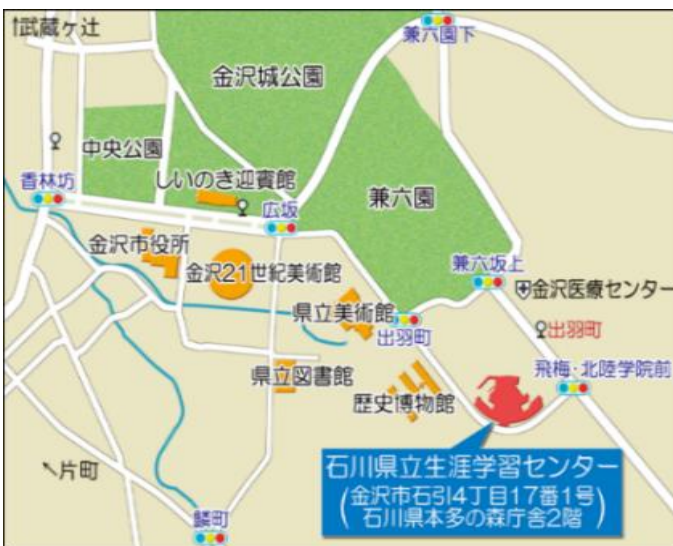 ↑武蔵ヶ辻
兼六園下
金沢城公園
中央公園
しいのき迎賓館
香林坊
広坂
兼六園
金沢市役所
金沢21世紀美術館
兼六坂上
金沢医療センター
県立美術館
出羽町
出羽町
県立図書館
歴史博物館
飛梅・北陸学院前
↖片町
石川県立生涯学習センター
(金沢市石引4丁目17番1号
石川県本多の森庁舎2階)
鱗町